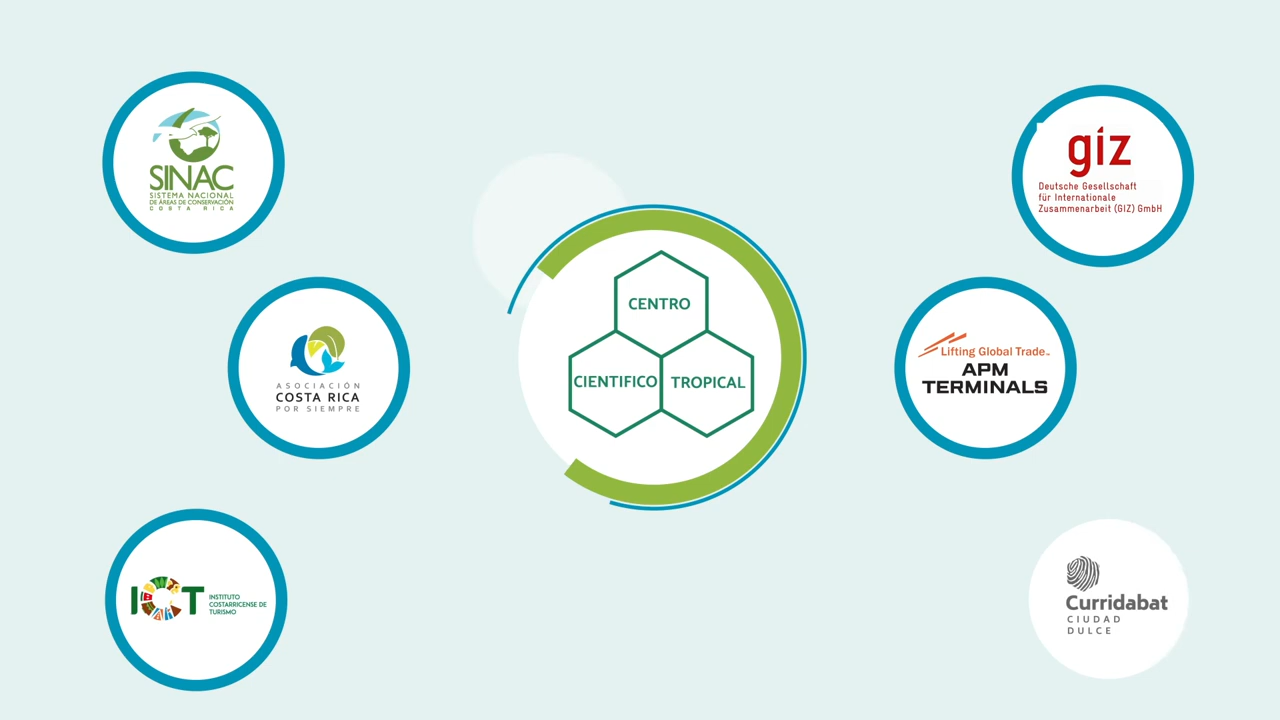 SINAC
SISTEMA NACIONAL
DE ÁREAS DE CONSERVACIÓN
COSTA RICA
ASOCIACIÓN
COSTA RICA
POR SIEMPRE
ICT
INSTITUTO
COSTARRICENSE DE
TURISMO
CENTRO
CIENTIFICO
TROPICAL
giz
Deutsche Gesellschaft
für Internationale
Zusammenarbeit (GIZ) GmbH
Lifting Global Trade™
APM
TERMINALS
Curridabat
CIUDAD
DULCE